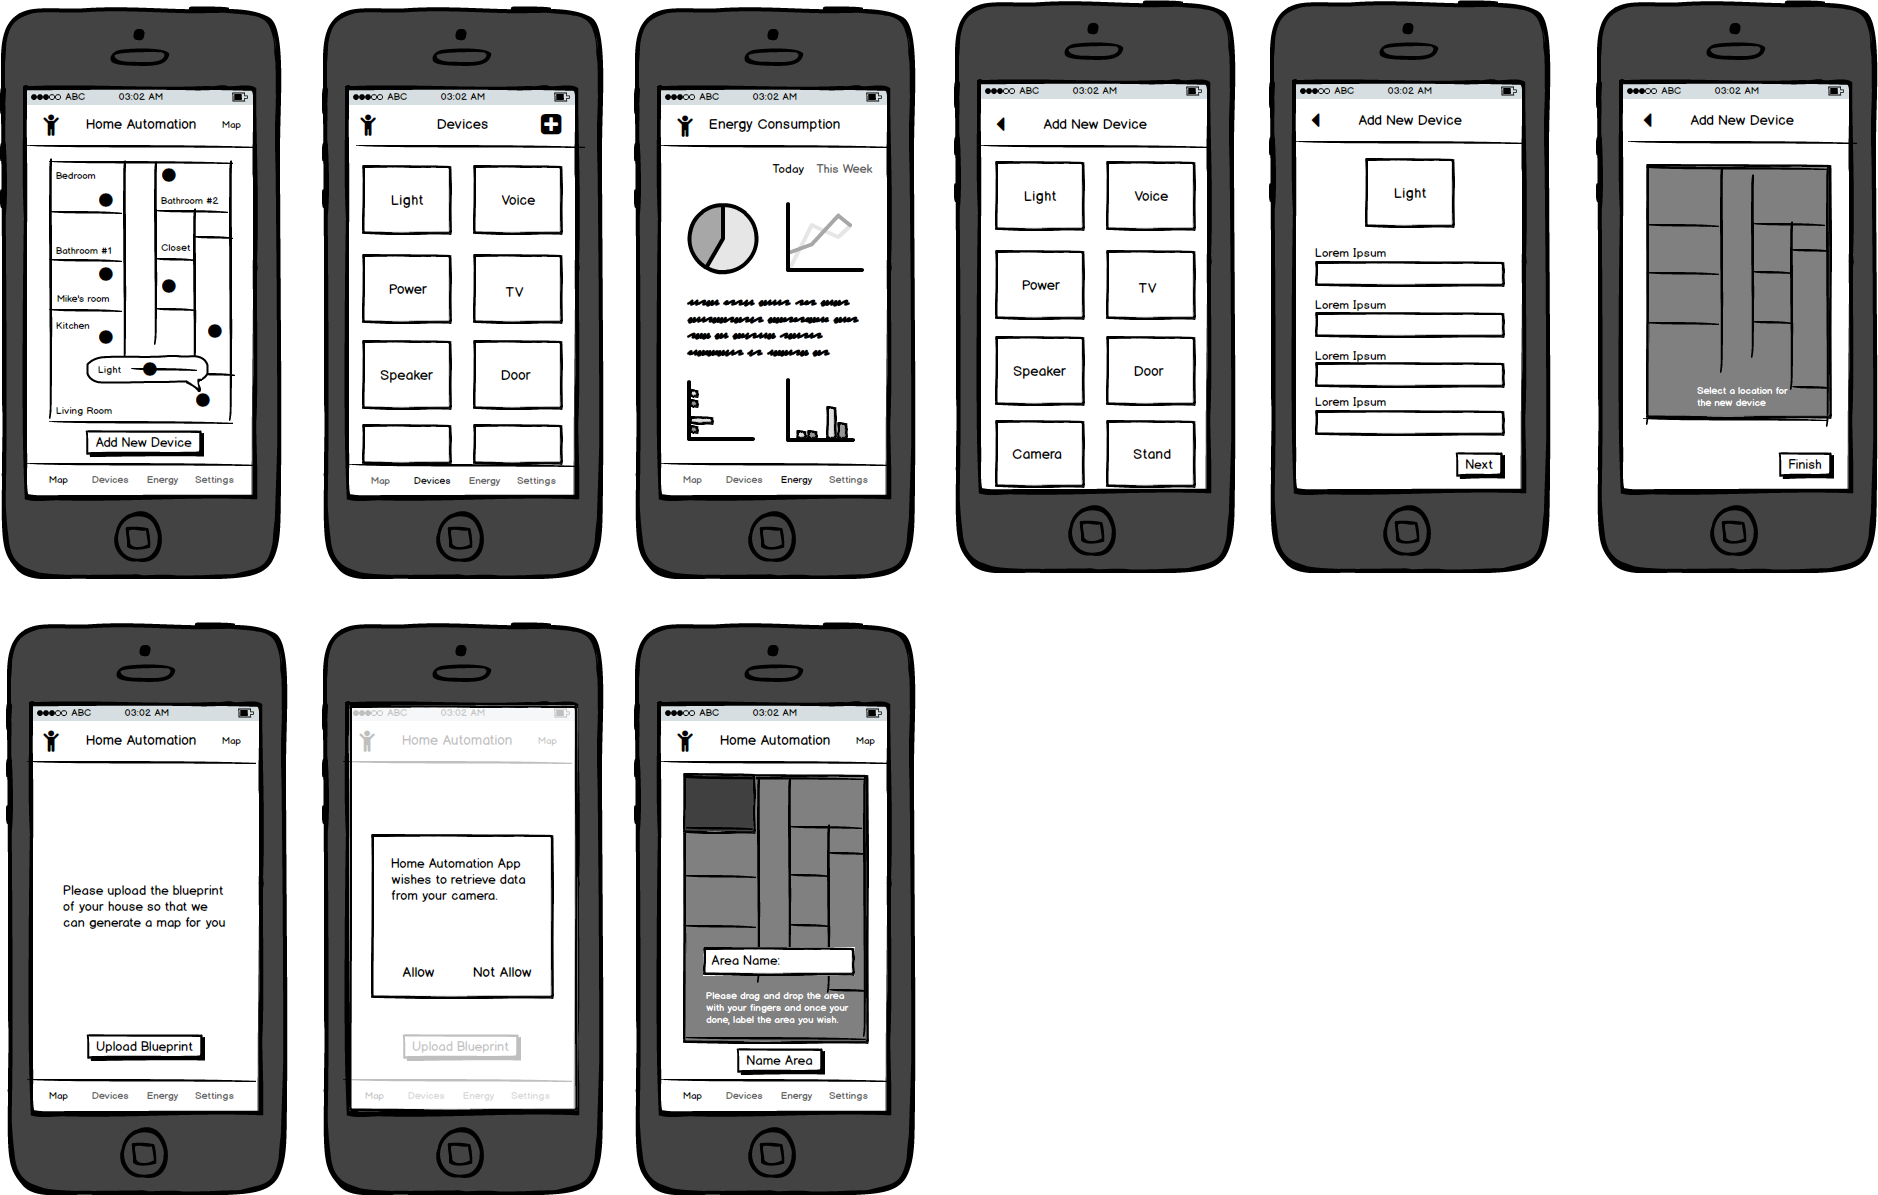 ABC 03:02 AM
Home Automation Map
Bedroom
Bathroom #2
Bathroom #1
Closet
Mike's room
Kitchen
Light
Living Room
Add New Device
Map Devices Energy Settings
ABC 03:02 AM
Devices
Light Voice
Power TV
Speaker Door
Map Devices Energy Settings
ABC 03:02 AM
Energy Consumption
Today This Week
Map Devices Energy Settings
ABC 03:02 AM
Add New Device
Light Voice
Power TV
Speaker Door
Camera Stand
ABC 03:02 AM
Add New Device
Light
Lorem Ipsum
Lorem Ipsum
Lorem Ipsum
Lorem Ipsum
Next
ABC 03:02 AM
Add New Device
Select a location for
the new device
Finish
ABC 03:02 AM
Home Automation Map
Please upload the blueprint
of your house so that we
can generate a map for you
Upload Blueprint
Map Devices Energy Settings
ABC 03:02 AM
Home Automation Map
Home Automation App
wishes to retrieve data
from your camera.
Allow Not Allow
Upload Blueprint
Map Devices Energy Settings
ABC 03:02 AM
Home Automation Map
Area Name:
Please drag and drop the area
with your fingers and once your
done, label the area you wish.
Name Area
Map Devices Energy Settings